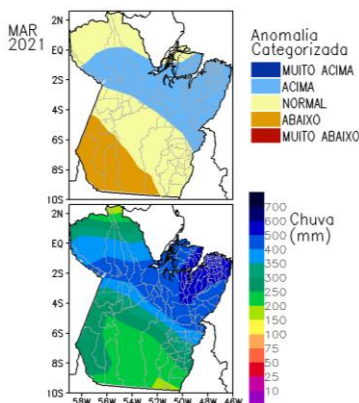 MAR
2021
2N
EQ
2S
4S
6S
8S
10S
Anomalia
Categorizada
MUITO ACIMA
ACIMA
NORMAL
ABAIXO
MUITO ABAIXO
2N
EQ
2S
4S
6S
8S
10S
58W 56W 54W 52W 50W 48W 46W
Chuva
(mm)
700
600
500
400
350
300
250
200
150
100
75
50
25
10